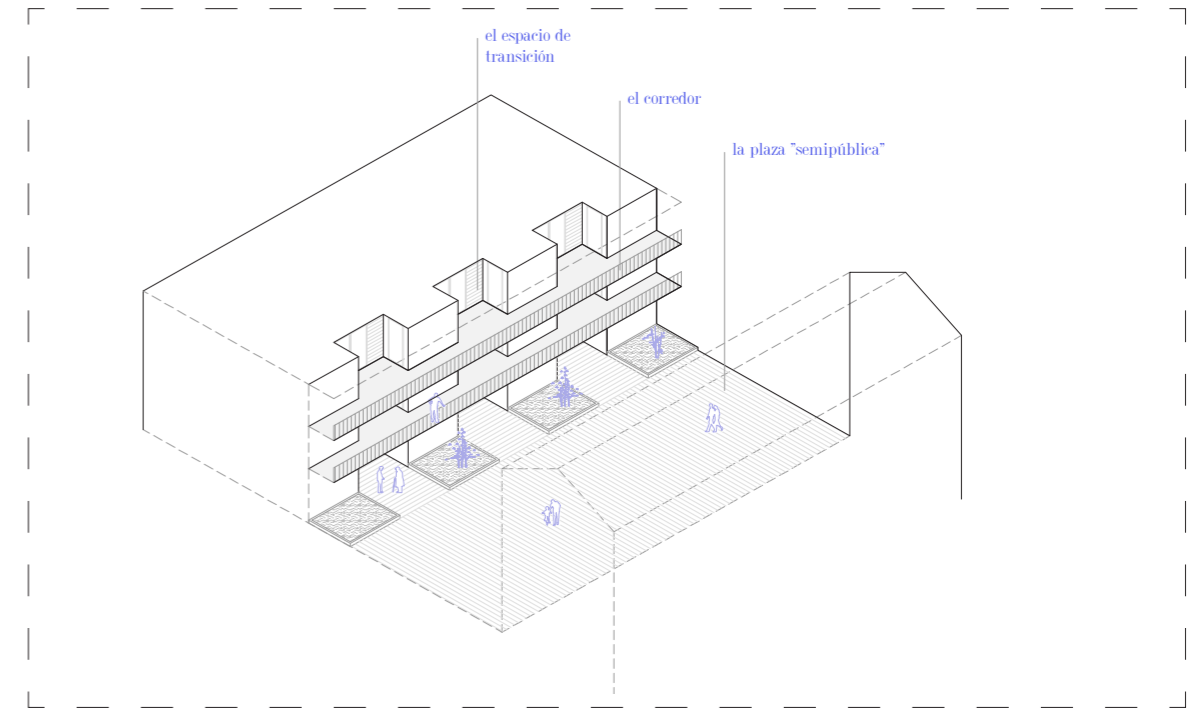 el espacio de
transición
el corredor
la plaza "semipública"